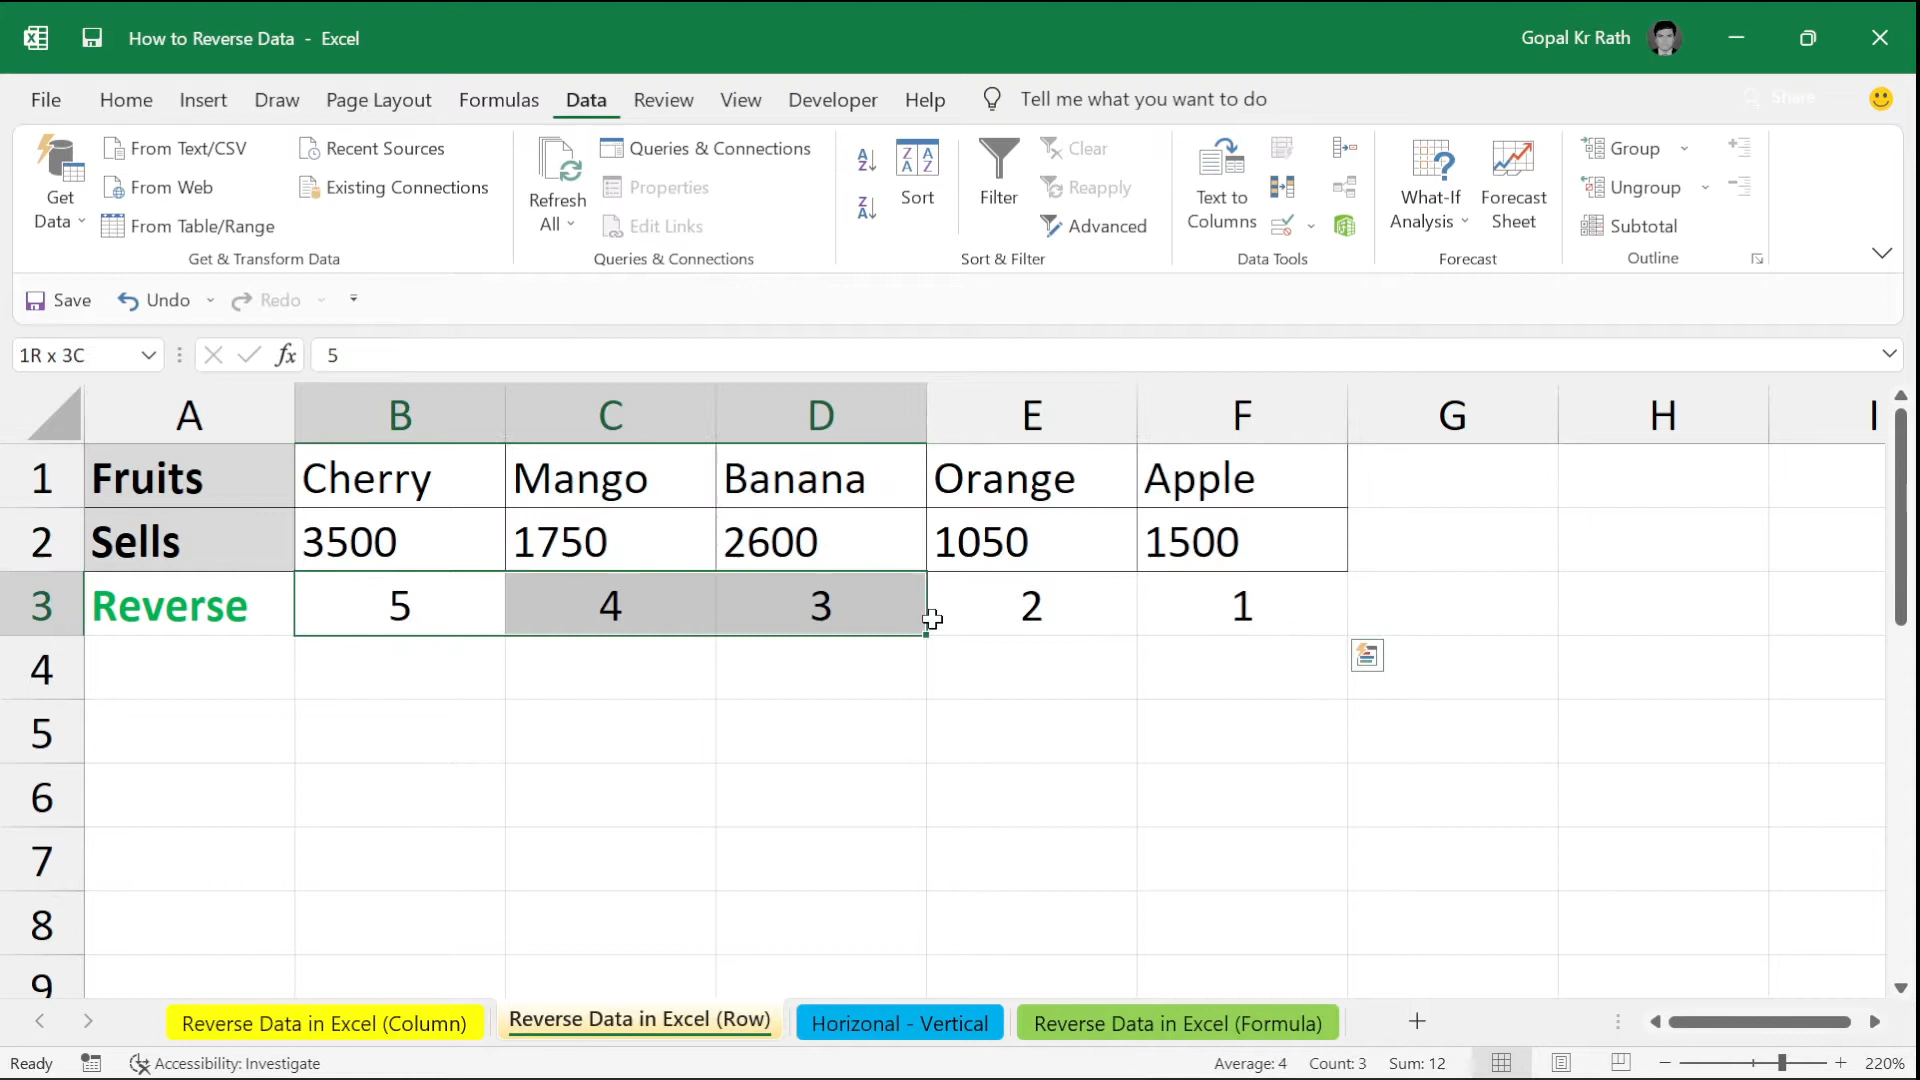 How to Reverse Data - Excel
Gopal Kr Rath
File Home Insert Draw Page Layout Formulas Data Review View Developer Help Tell me what you want to do Share
Get Data
From Text/CSV
From Web
From Table/Range
Recent Sources
Existing Connections
Get & Transform Data
Refresh All
Queries & Connections
Properties
Edit Links
Queries & Connections
Sort
Filter
Clear
Reapply
Advanced
Sort & Filter
Text to Columns
Data Tools
What-If Analysis
Forecast Sheet
Forecast
Group
Ungroup
Subtotal
Outline
Save Undo Redo
1R x 3C fx 5
A B C D E F G H I
1 Fruits Cherry Mango Banana Orange Apple
2 Sells 3500 1750 2600 1050 1500
3 Reverse 5 4 3 2 1
4
5
6
7
8
9
Reverse Data in Excel (Column) Reverse Data in Excel (Row) Horizonal - Vertical Reverse Data in Excel (Formula)
Ready Accessibility: Investigate Average: 4 Count: 3 Sum: 12 220%